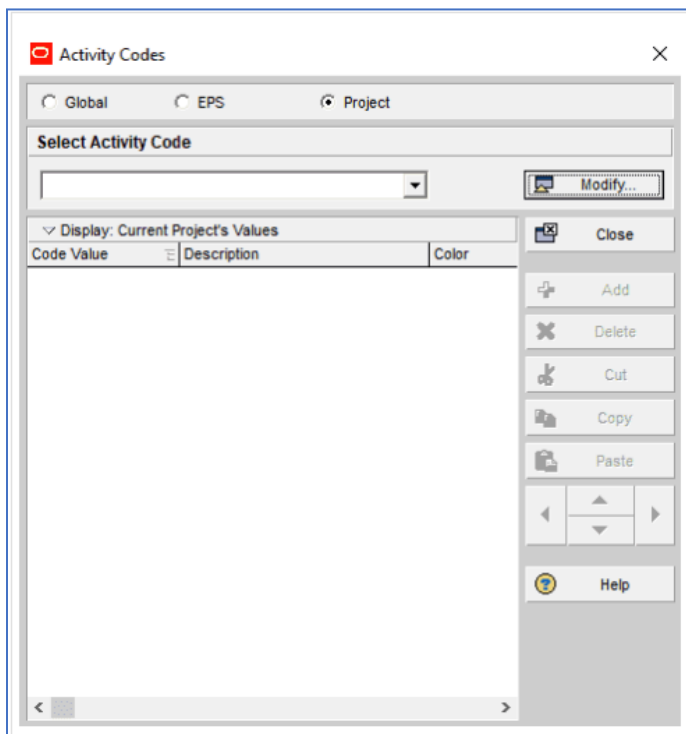 Activity Codes
Global EPS Project
Select Activity Code
Modify...
Display: Current Project's Values
Close
Code Value Description Color
Add
Delete
Cut
Copy
Paste
Help